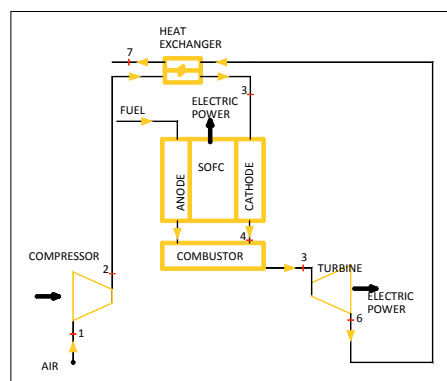 HEAT
EXCHANGER
7
3
FUEL
ELECTRIC
POWER
SOFC
ANODE
CATHODE
4
COMBUSTOR
2
COMPRESSOR
3
TURBINE
ELECTRIC
POWER
6
1
AIR